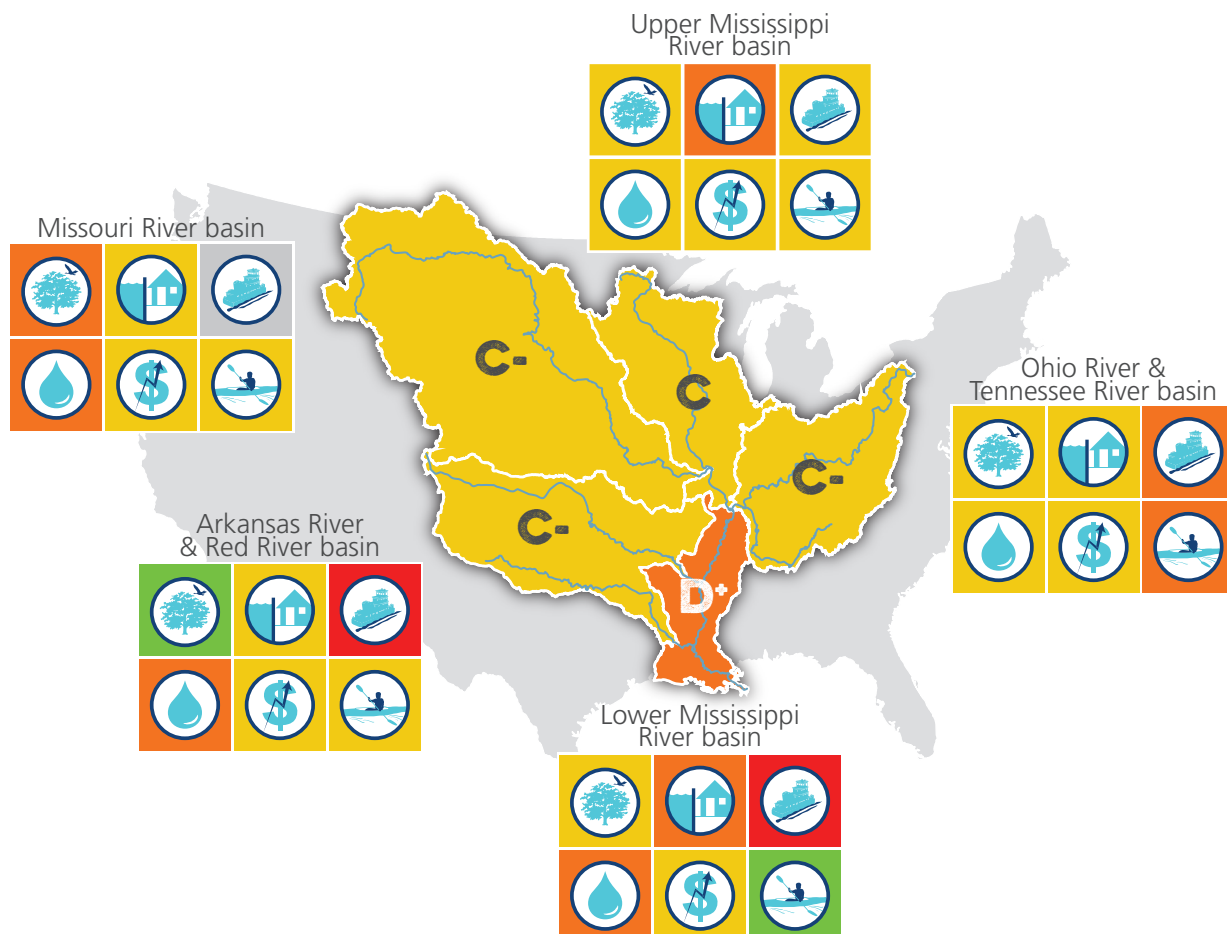 Upper Mississippi
River basin
Missouri River basin
Ohio River &
Tennessee River basin
Arkansas River
& Red River basin
Lower Mississippi
River basin
C-
C
C-
C-
D+